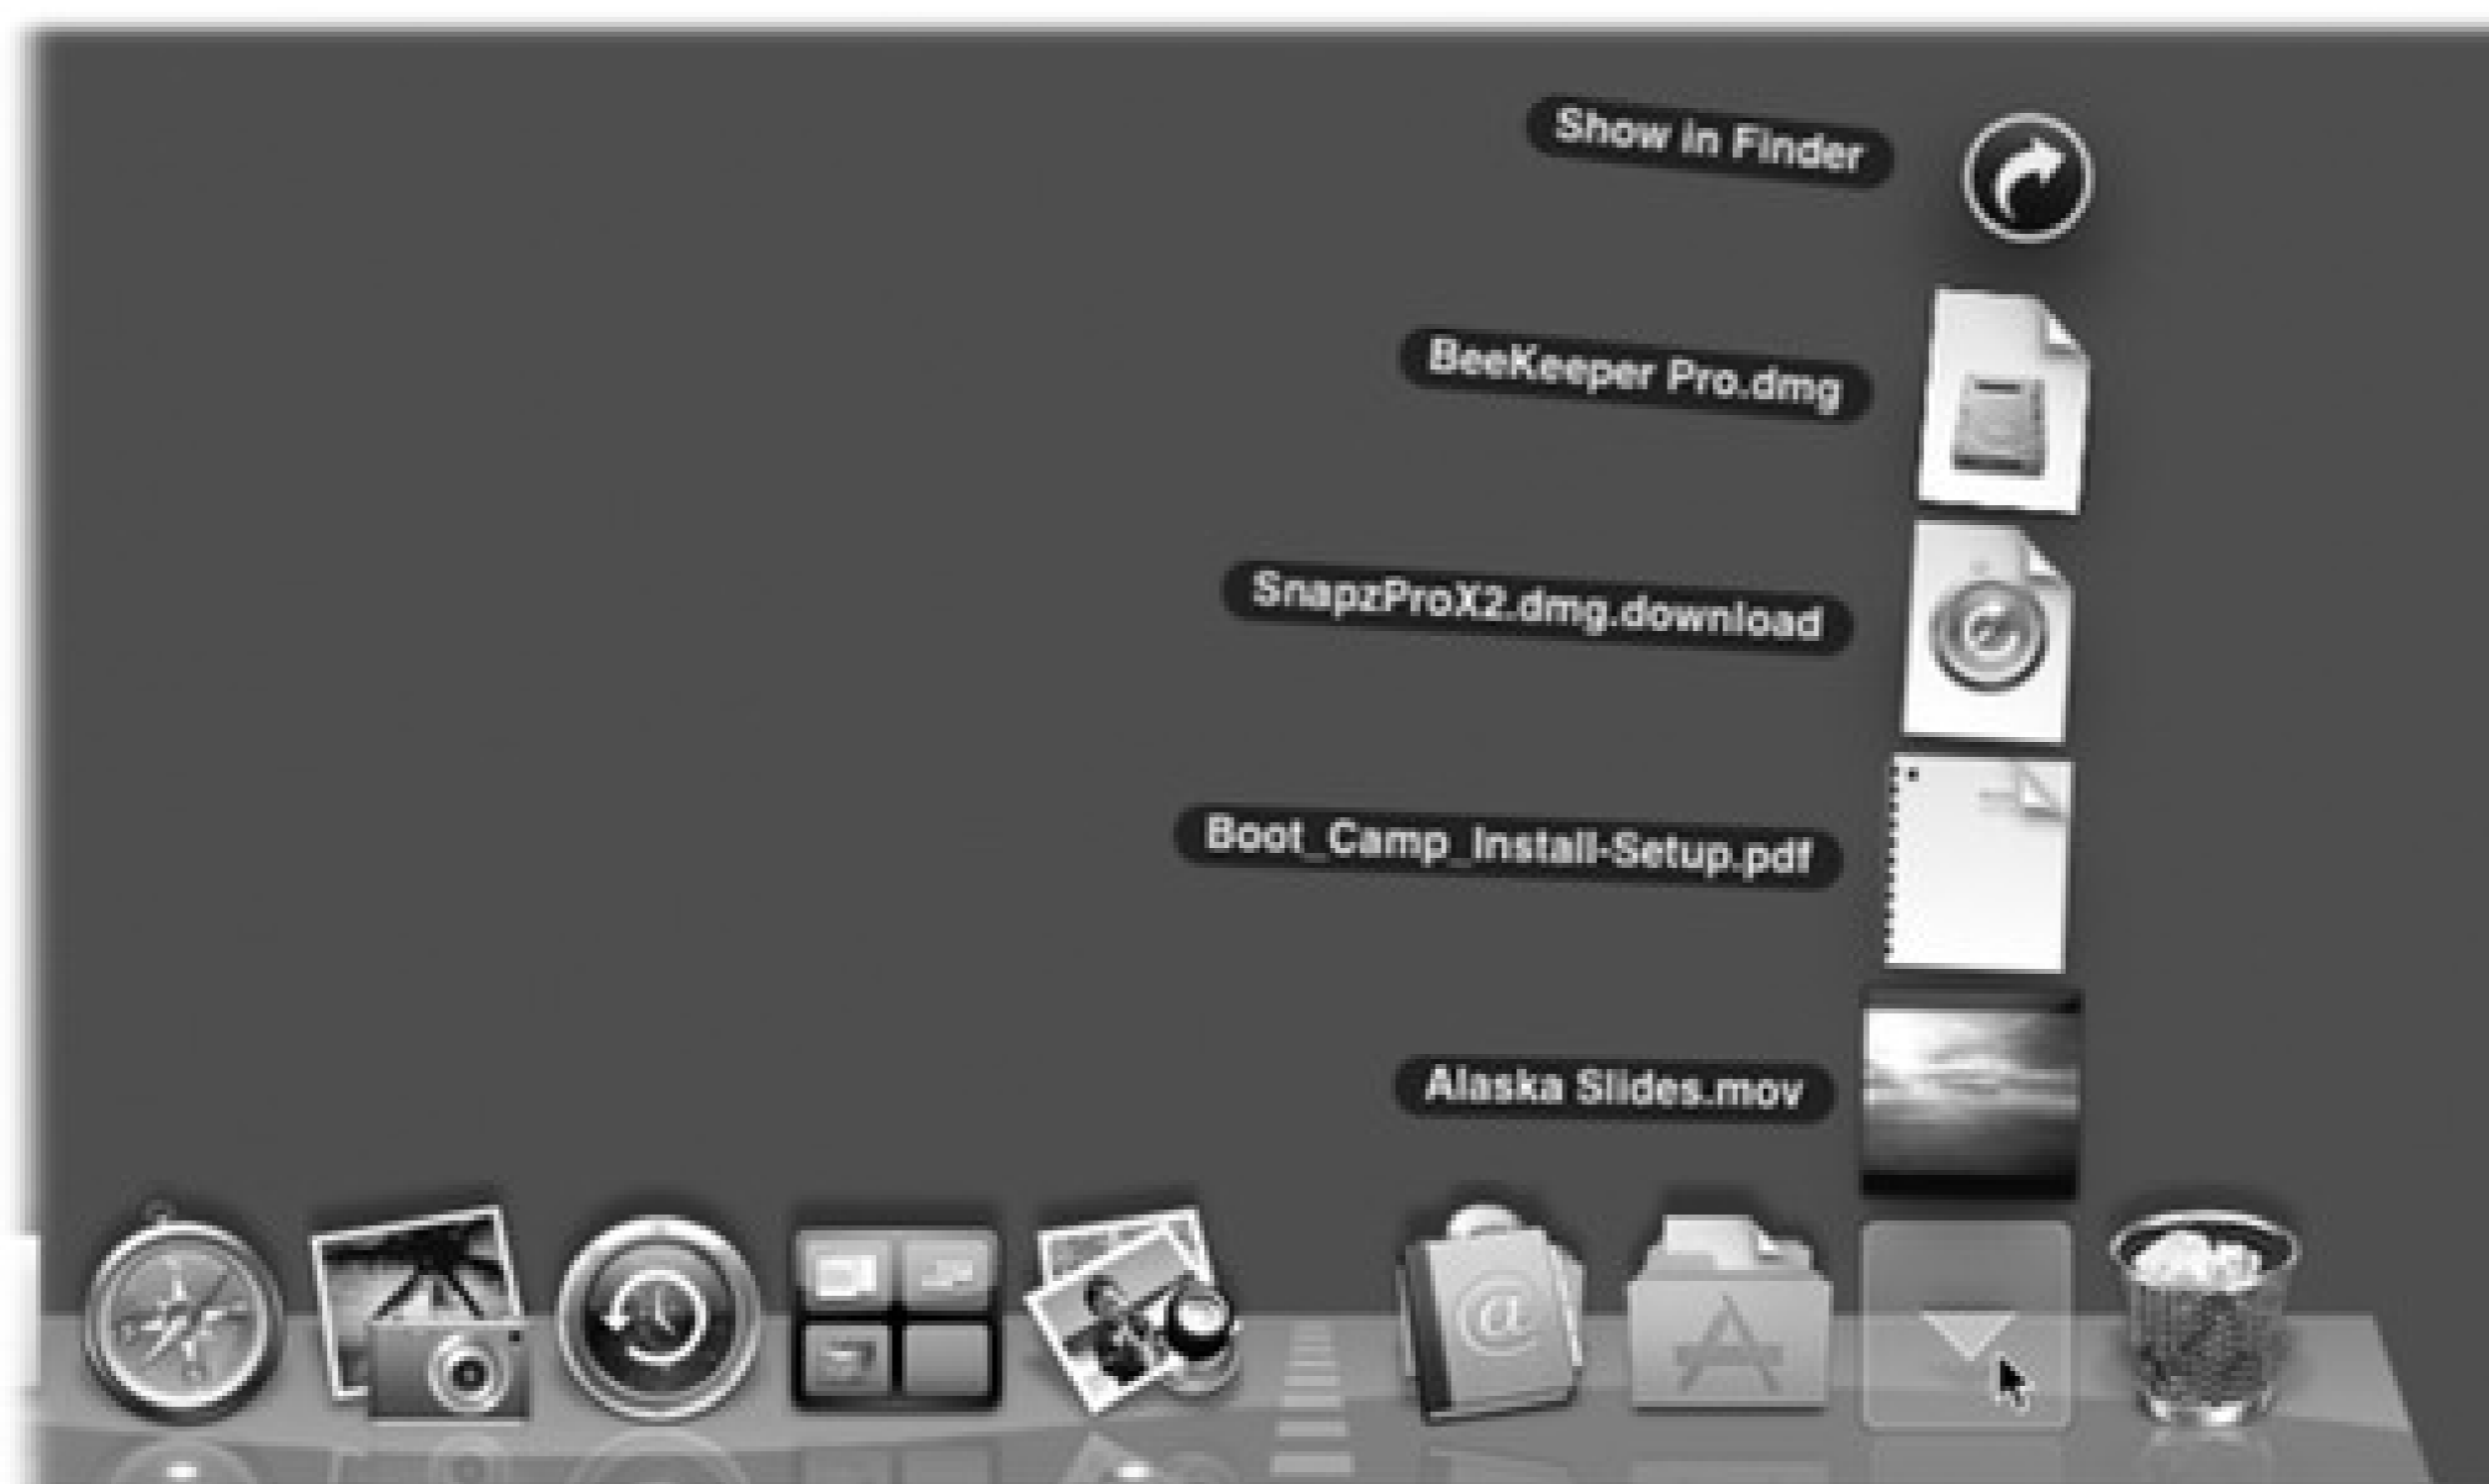 Show in Finder
BeeKeeper Pro.dmg
SnapzProX2.dmg.download
Boot_Camp_Install-Setup.pdf
Alaska Slides.mov
@